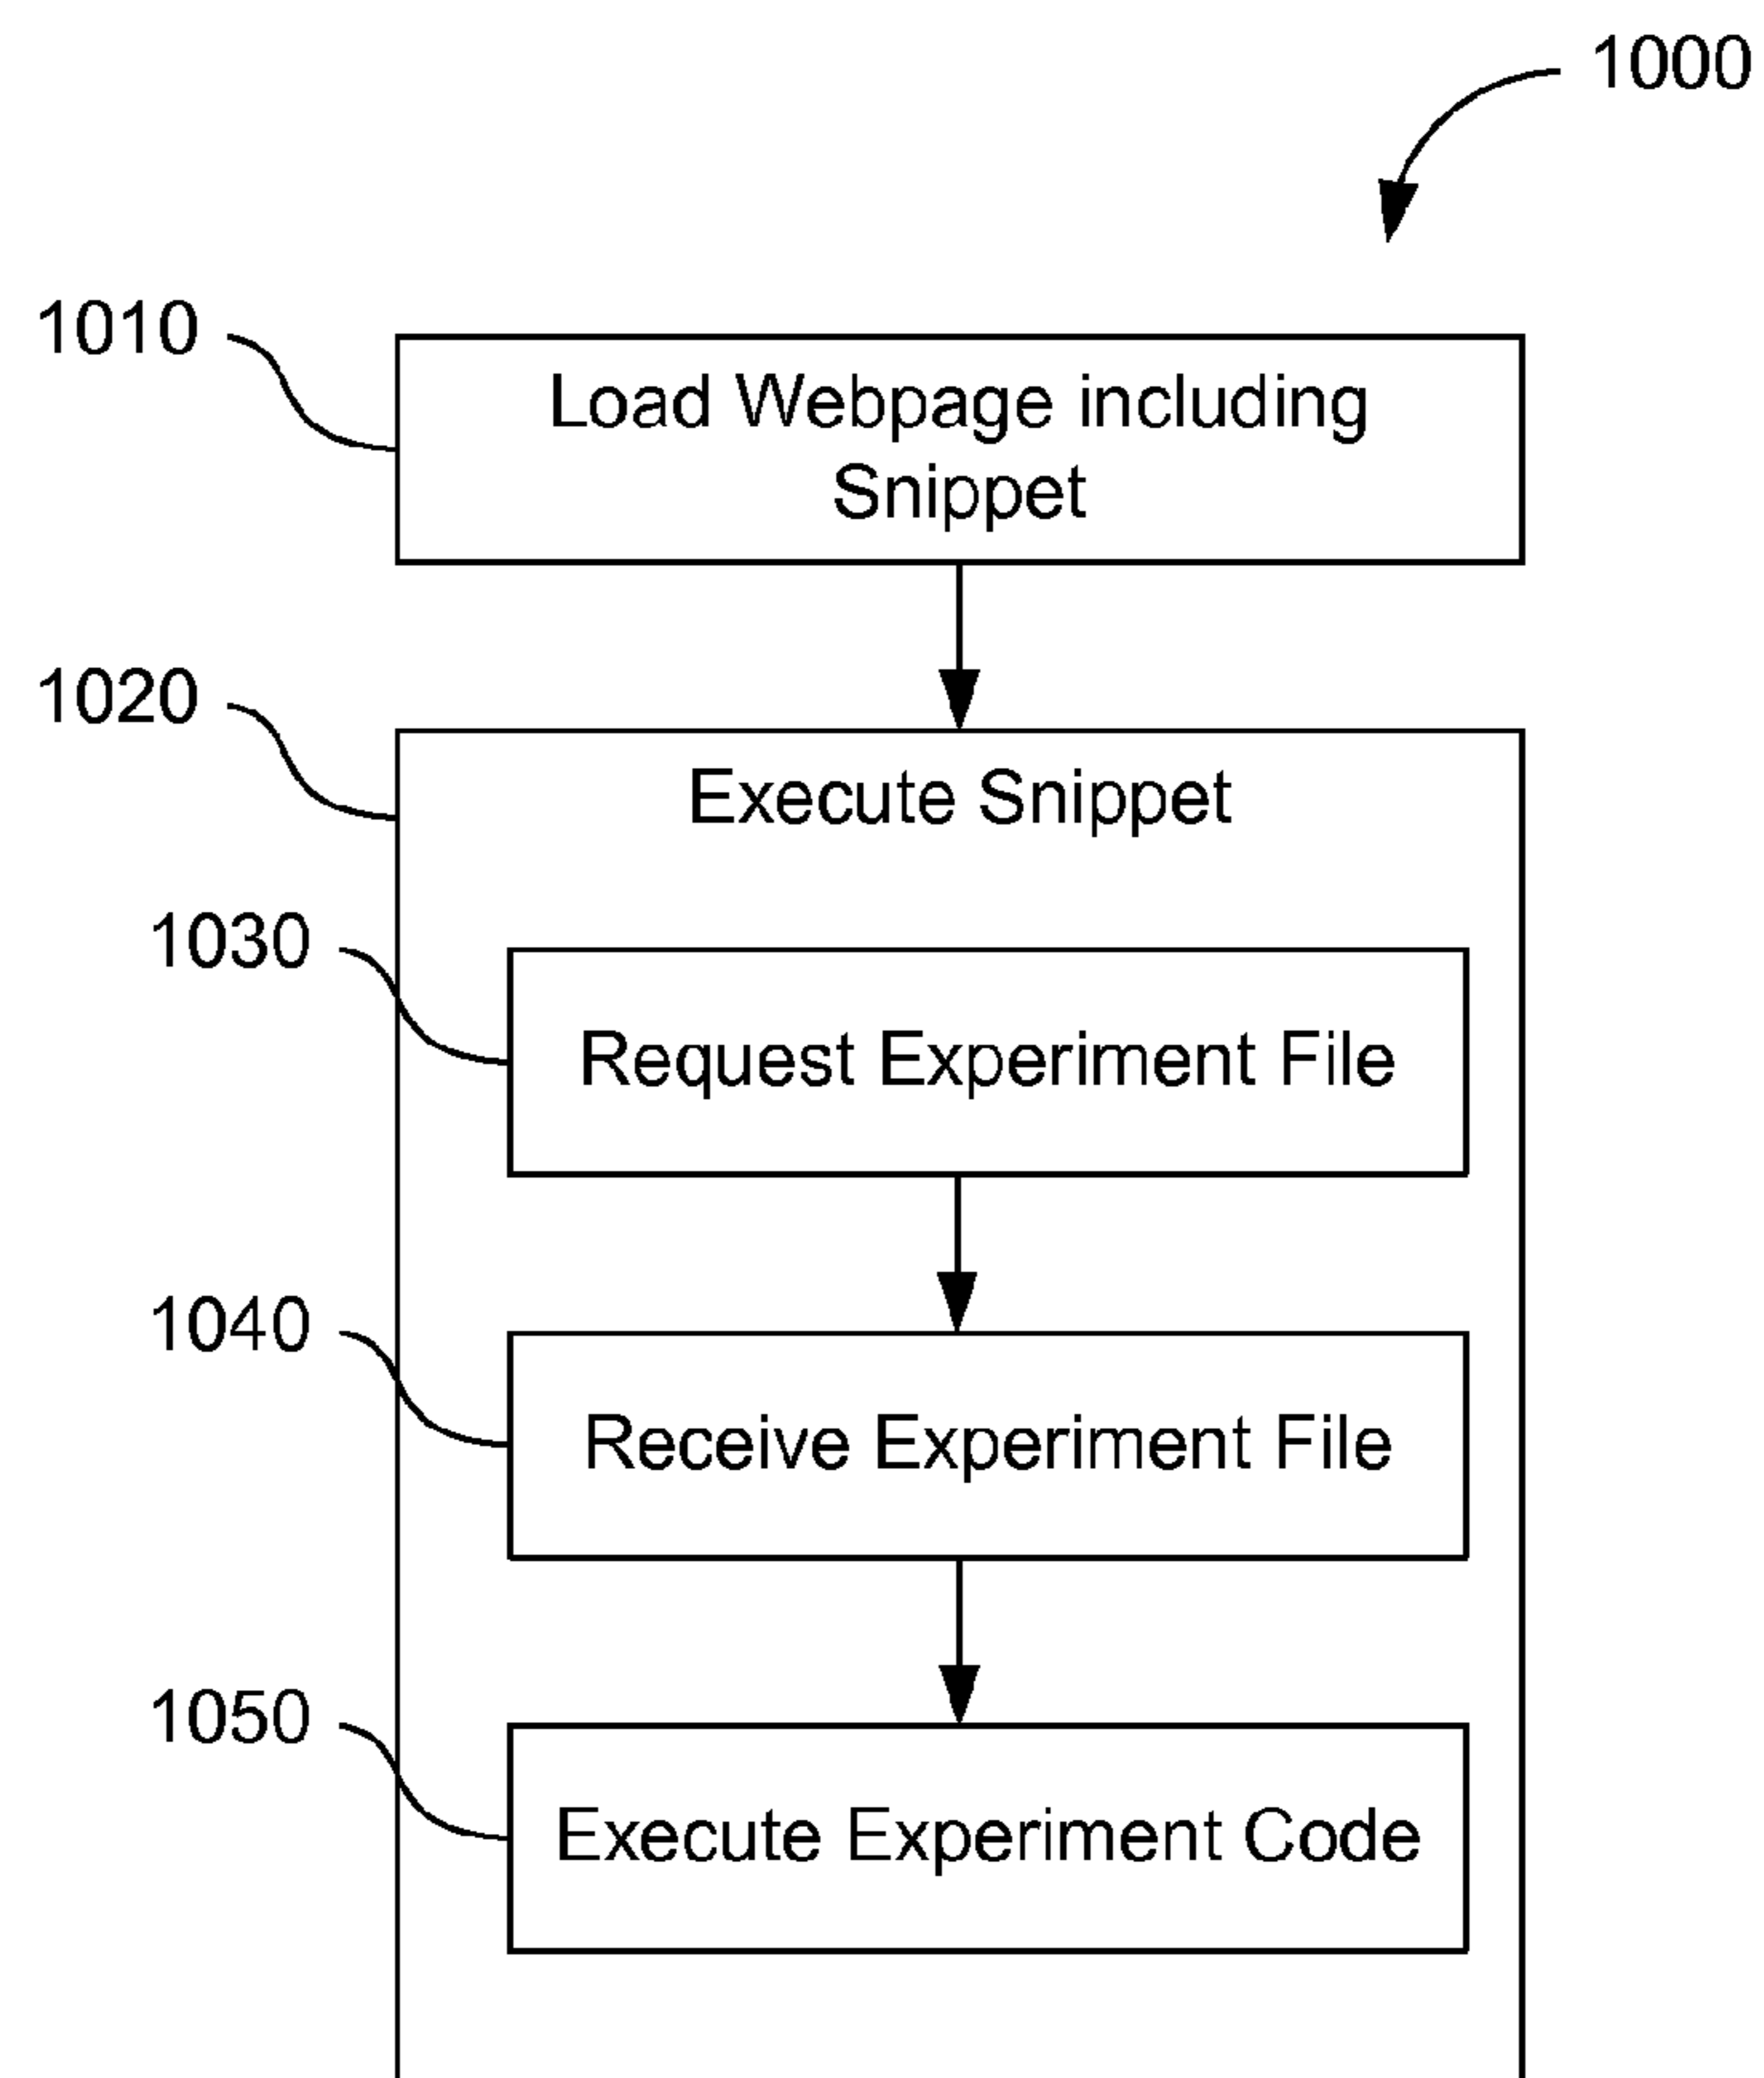 1000
1010
Load Webpage including
Snippet
1020
Execute Snippet
1030
Request Experiment File
1040
Receive Experiment File
1050
Execute Experiment Code